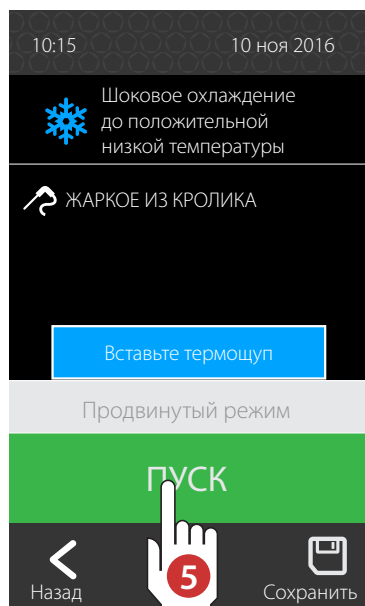 10:15 10 ноя 2016
Шоковое охлаждение
до положительной
низкой температуры
ЖАРКОЕ ИЗ КРОЛИКА
Вставьте термощуп
Продвинутый режим
ПУСК
5
Назад Сохранить